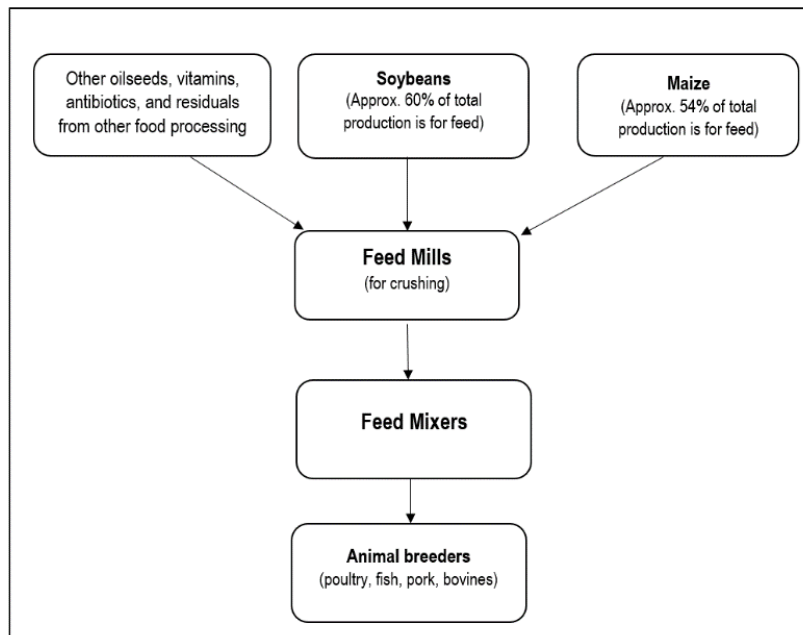 Other oilseeds, vitamins,
antibiotics, and residuals
from other food processing
Soybeans
(Approx. 60% of total
production is for feed)
Maize
(Approx. 54% of total
production is for feed)
Feed Mills
(for crushing)
Feed Mixers
Animal breeders
(poultry, fish, pork, bovines)